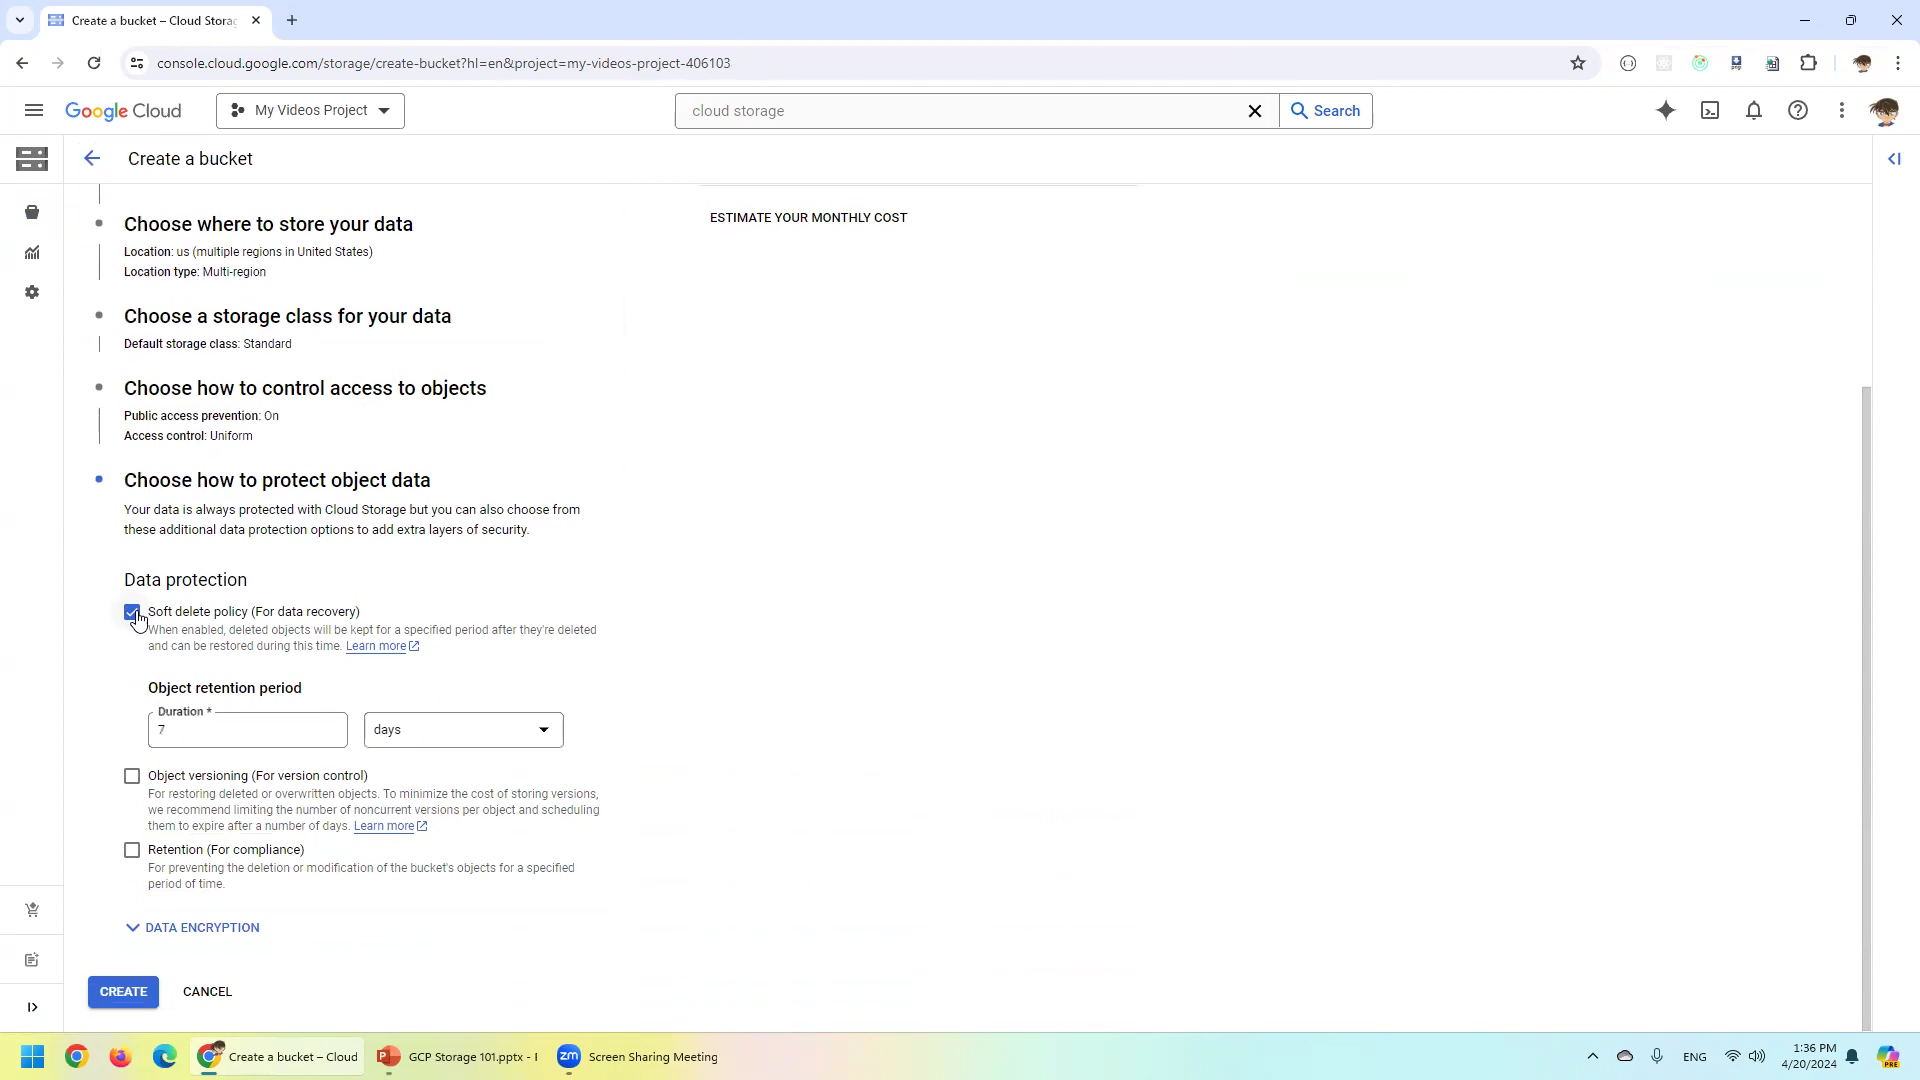 Create a bucket – Cloud Storag
console.cloud.google.com/storage/create-bucket?hl=en&project=my-videos-project-406103
Google Cloud
My Videos Project
cloud storage
Search
Create a bucket
Choose where to store your data
ESTIMATE YOUR MONTHLY COST
Location: us (multiple regions in United States)
Location type: Multi-region
Choose a storage class for your data
Default storage class: Standard
Choose how to control access to objects
Public access prevention: On
Access control: Uniform
Choose how to protect object data
Your data is always protected with Cloud Storage but you can also choose from
these additional data protection options to add extra layers of security.
Data protection
Soft delete policy (For data recovery)
When enabled, deleted objects will be kept for a specified period after they're deleted
and can be restored during this time. Learn more
Object retention period
Duration *
7
days
Object versioning (For version control)
For restoring deleted or overwritten objects. To minimize the cost of storing versions,
we recommend limiting the number of noncurrent versions per object and scheduling
them to expire after a number of days. Learn more
Retention (For compliance)
For preventing the deletion or modification of the bucket's objects for a specified
period of time.
DATA ENCRYPTION
CREATE
CANCEL
Create a bucket – Cloud
GCP Storage 101.pptx - 
zm
Screen Sharing Meeting
ENG
1:36 PM
4/20/2024
PRE